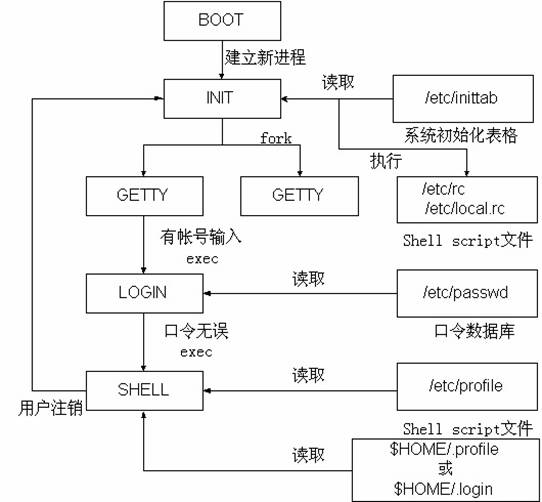 BOOT
建立新进程
INIT
读取
/etc/inittab
系统初始化表格
fork
执行
GETTY
GETTY
/etc/rc
/etc/local.rc
Shell script文件
有帐号输入
exec
LOGIN
读取
/etc/passwd
口令数据库
口令无误
exec
SHELL
读取
/etc/profile
Shell script文件
用户注销
读取
$HOME/.profile
或
$HOME/.login